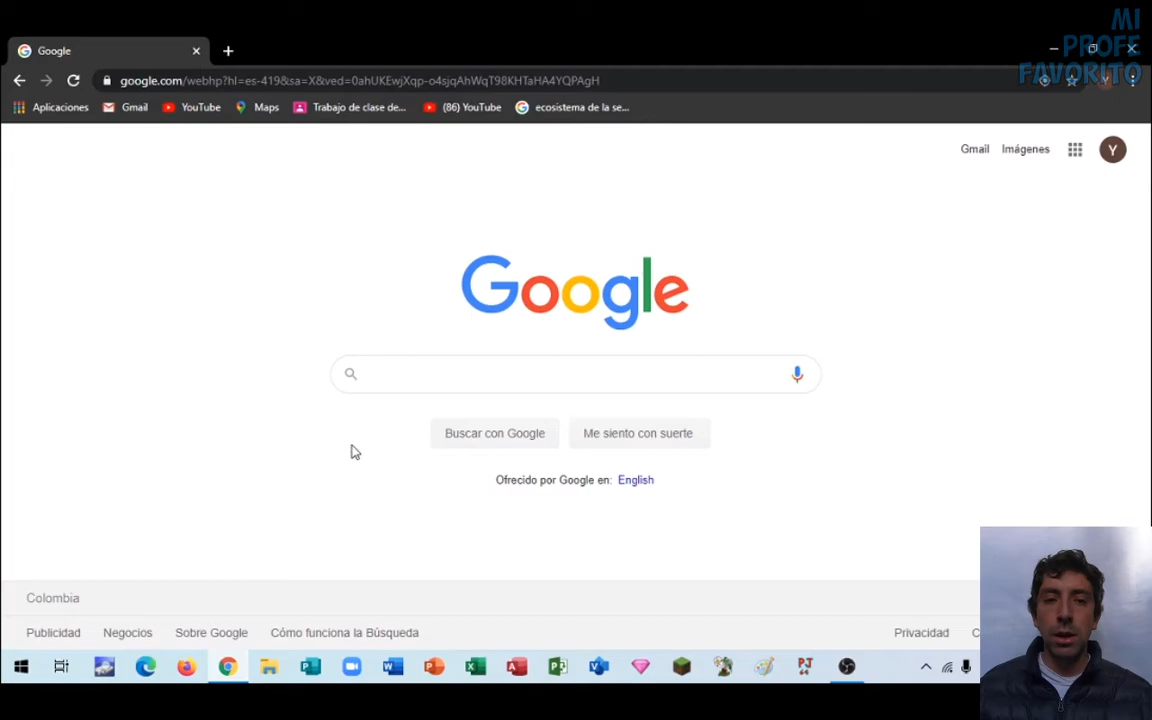 MI
PROFE
FAVORITO
Google
google.com/webhp?hl=es-419&sa=X&ved=0ahUKEwjXqp-o4sjqAhWqT98KHTaHA4YQPAgH
Aplicaciones Gmail YouTube Maps Trabajo de clase de... (86) YouTube ecosistema de la se...
Gmail Imágenes Y
Google
Buscar con Google Me siento con suerte
Ofrecido por Google en: English
Colombia
Publicidad Negocios Sobre Google Cómo funciona la Búsqueda Privacidad C